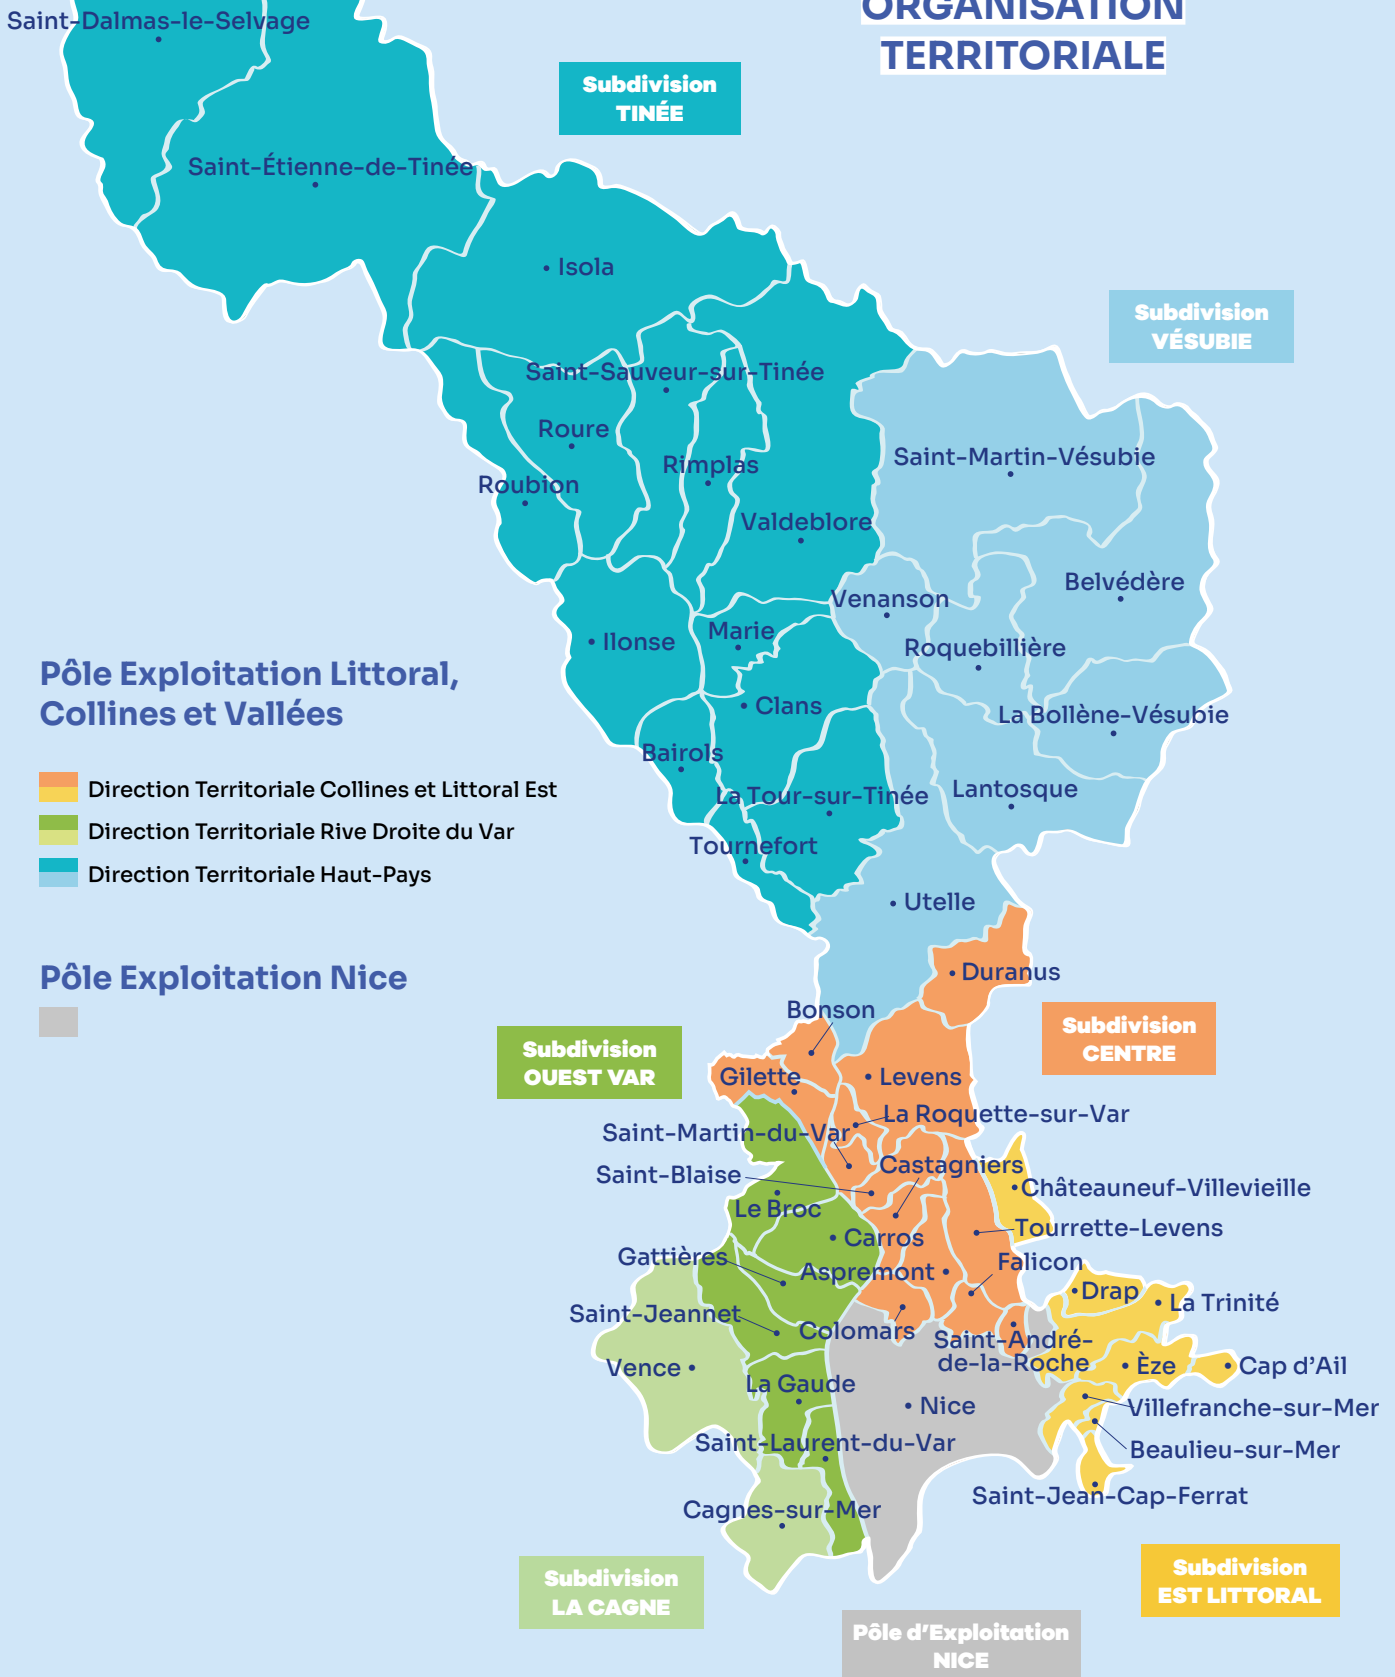 ORGANISATION
TERRITORIALE
Saint-Dalmas-le-Selvage
Subdivision
TINÉE
Saint-Étienne-de-Tinée
Isola
Subdivision
VÉSUBIE
Saint-Sauveur-sur-Tinée
Roure
Saint-Martin-Vésubie
Rimplas
Roubion
Valdeblore
Belvédère
Venanson
Marie
Ilonse
Roquebillière
Pôle Exploitation Littoral,
Collines et Vallées
Clans
La Bollène-Vésubie
Bairols
Direction Territoriale Collines et Littoral Est
La Tour-sur-Tinée
Lantosque
Direction Territoriale Rive Droite du Var
Tournefort
Direction Territoriale Haut-Pays
Utelle
Pôle Exploitation Nice
Duranus
Bonson
Subdivision
CENTRE
Subdivision
OUEST VAR
Gilette
Levens
La Roquette-sur-Var
Saint-Martin-du-Var
Castagniers
Saint-Blaise
Châteauneuf-Villevieille
Le Broc
Tourrette-Levens
Carros
Gattières
Falicon
Aspremont
Drap
La Trinité
Saint-Jeannet
Colomars
Saint-André-
de-la-Roche
Vence
Èze
Cap d'Ail
La Gaude
Nice
Villefranche-sur-Mer
Saint-Laurent-du-Var
Beaulieu-sur-Mer
Saint-Jean-Cap-Ferrat
Cagnes-sur-Mer
Subdivision
LA CAGNE
Subdivision
EST LITTORAL
Pôle d'Exploitation
NICE